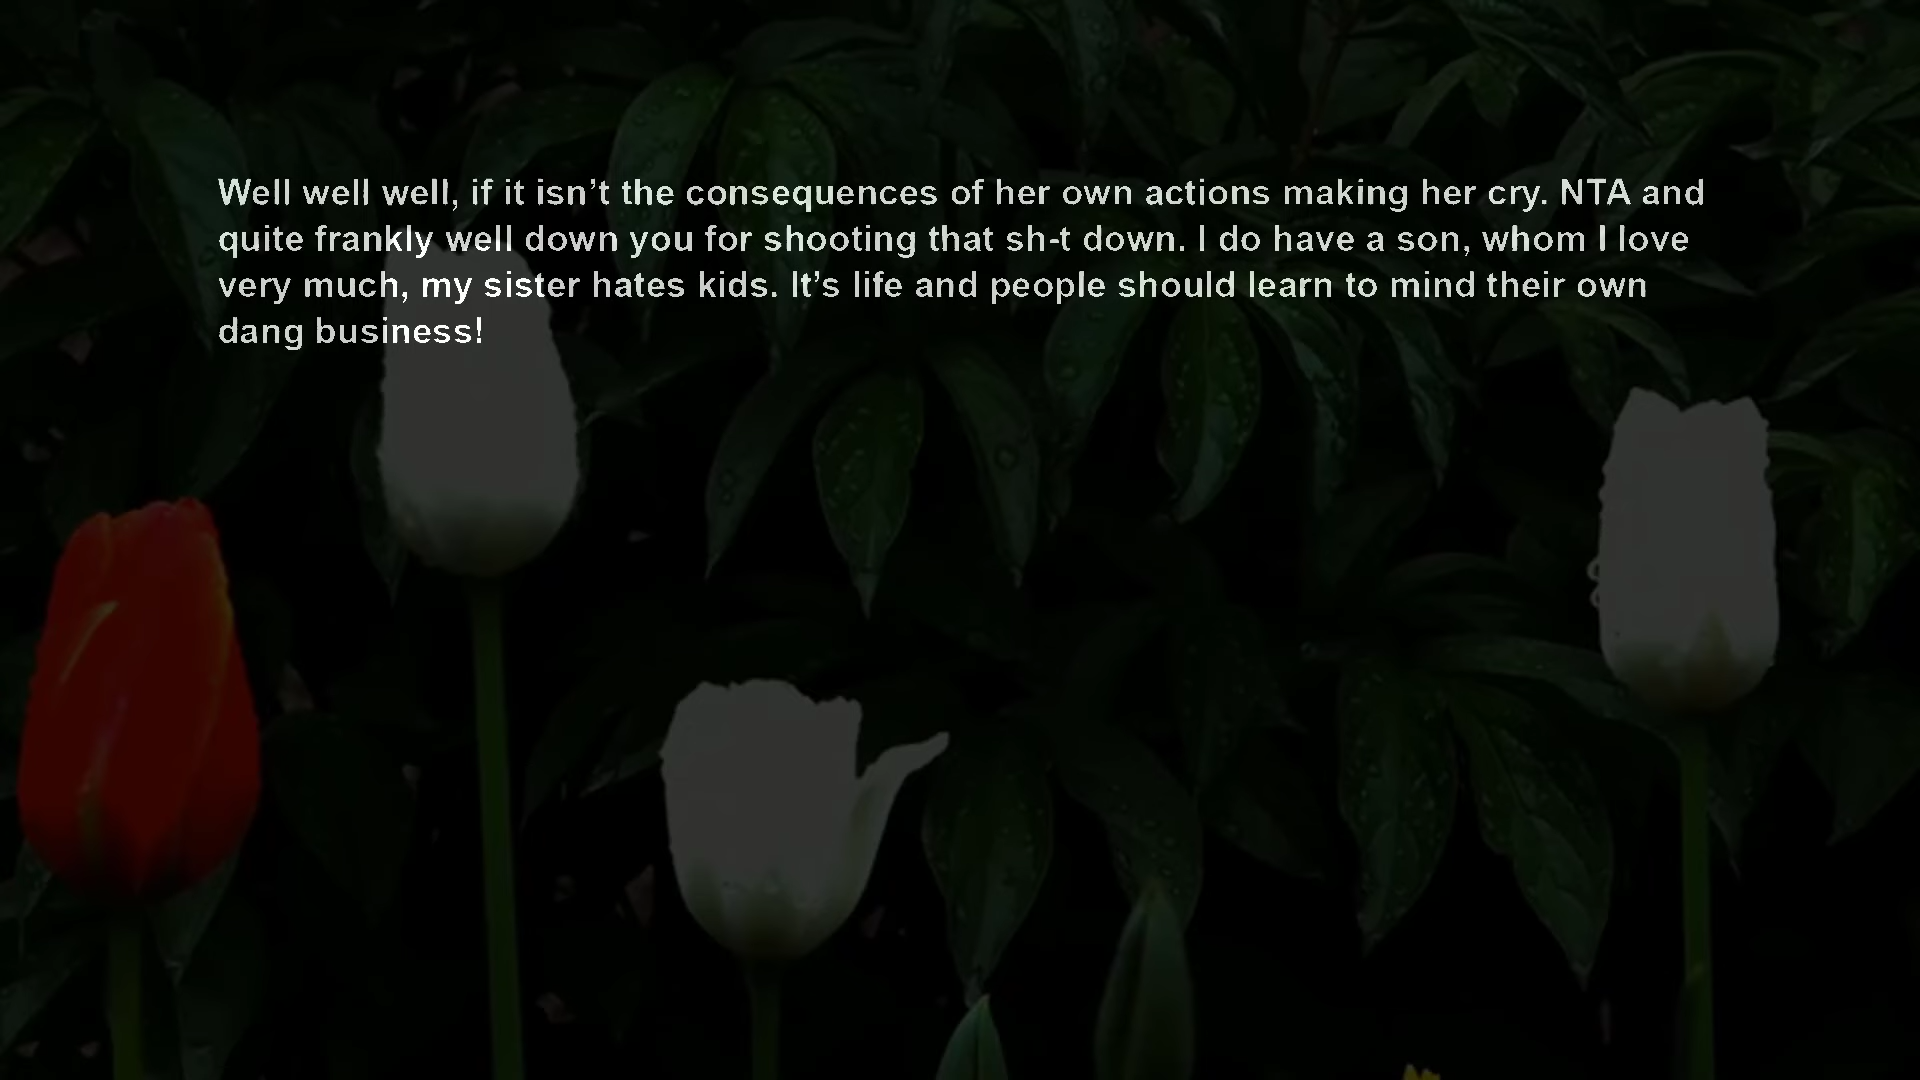 Well well well, if it isn’t the consequences of her own actions making her cry. NTA and
quite frankly well down you for shooting that sh-t down. I do have a son, whom I love
very much, my sister hates kids. It’s life and people should learn to mind their own
dang business!